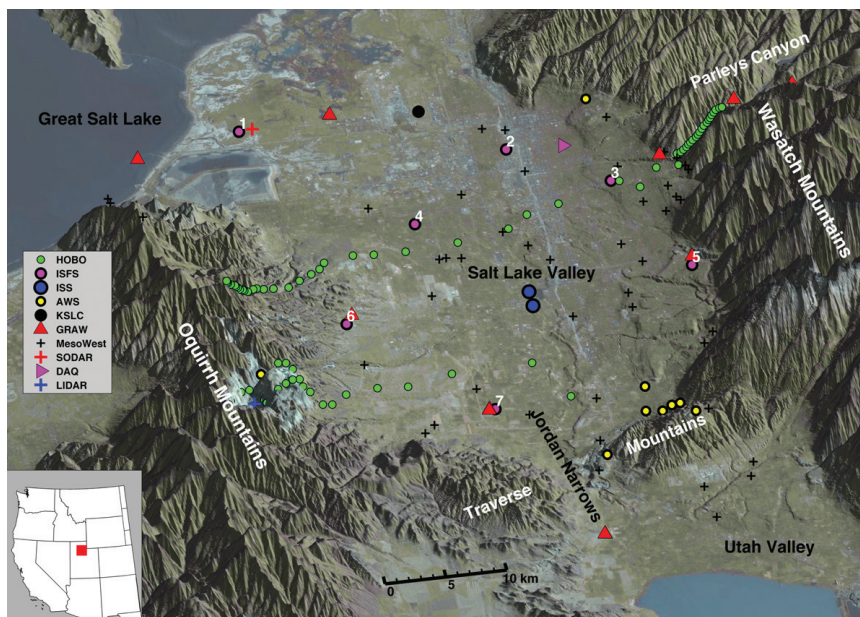 Parleys Canyon
Great Salt Lake
Wasatch Mountains
1
2
3
4
5
Salt Lake Valley
HOBO
ISFS
ISS
AWS
KSLC
GRAW
MesoWest
SODAR
DAQ
LIDAR
6
Oquirrh Mountains
7
Jordan Narrows
Mountains
Traverse
Utah Valley
0 5 10 km